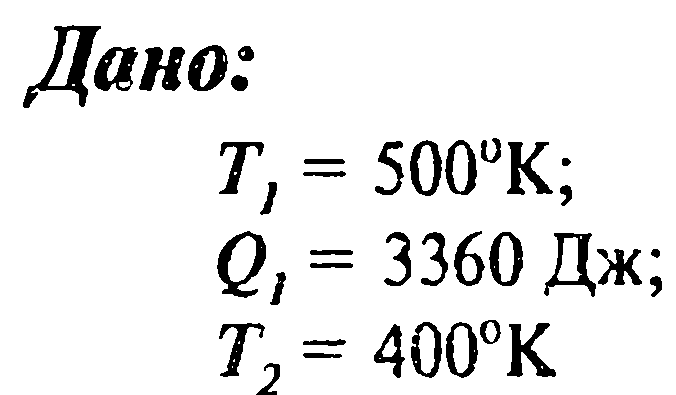 Дано:
T₁ = 500°K;
Q₁ = 3360 Дж;
T₂ = 400°K